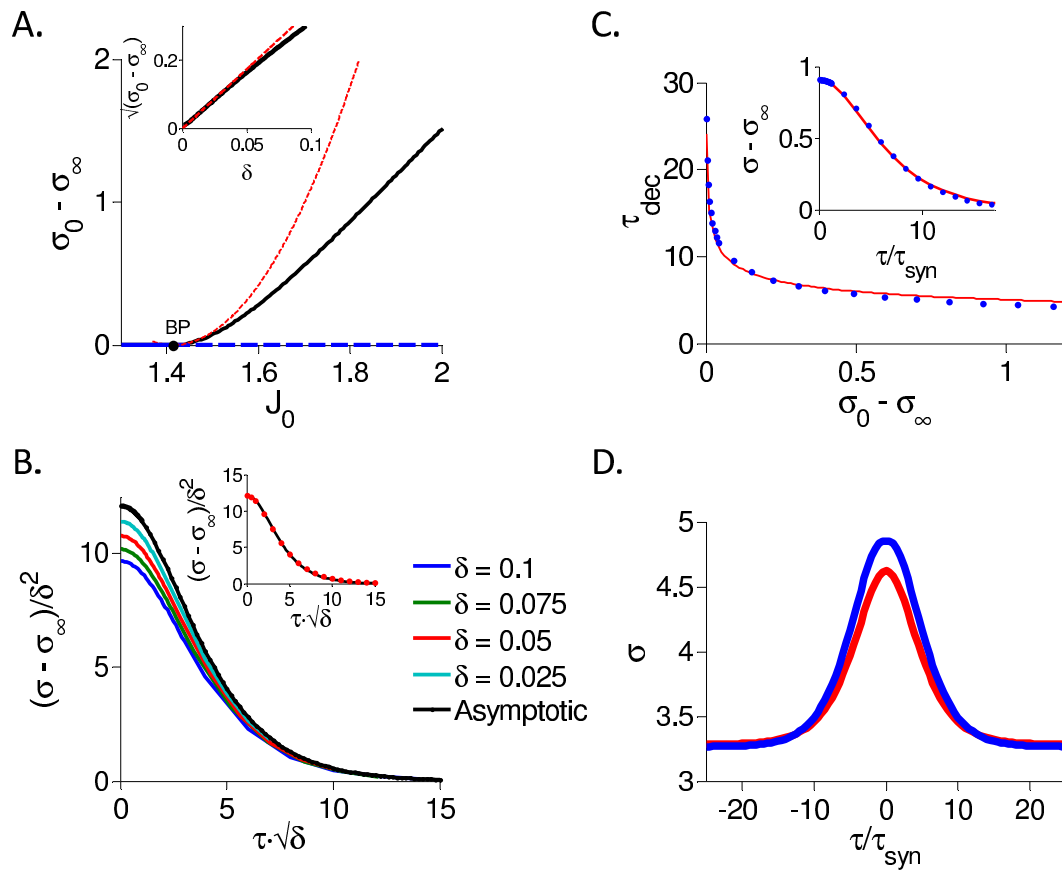 A.
√(σ₀ - σ∞)
0.2
0
0 0.05 0.1
δ
σ₀ - σ∞
2
1
0
BP
1.4 1.6 1.8 2
J₀
C.
τdec
30
20
10
0
σ - σ∞
1
0.5
0
0 10
τ/τsyn
0 0.5 1
σ₀ - σ∞
B.
(σ - σ∞)/δ²
10
5
0
(σ - σ∞)/δ²
15
10
5
0
0 5 10 15
τ·√δ
δ = 0.1
δ = 0.075
δ = 0.05
δ = 0.025
Asymptotic
0 5 10 15
τ·√δ
D.
σ
5
4.5
4
3.5
3
-20 -10 0 10 20
τ/τsyn